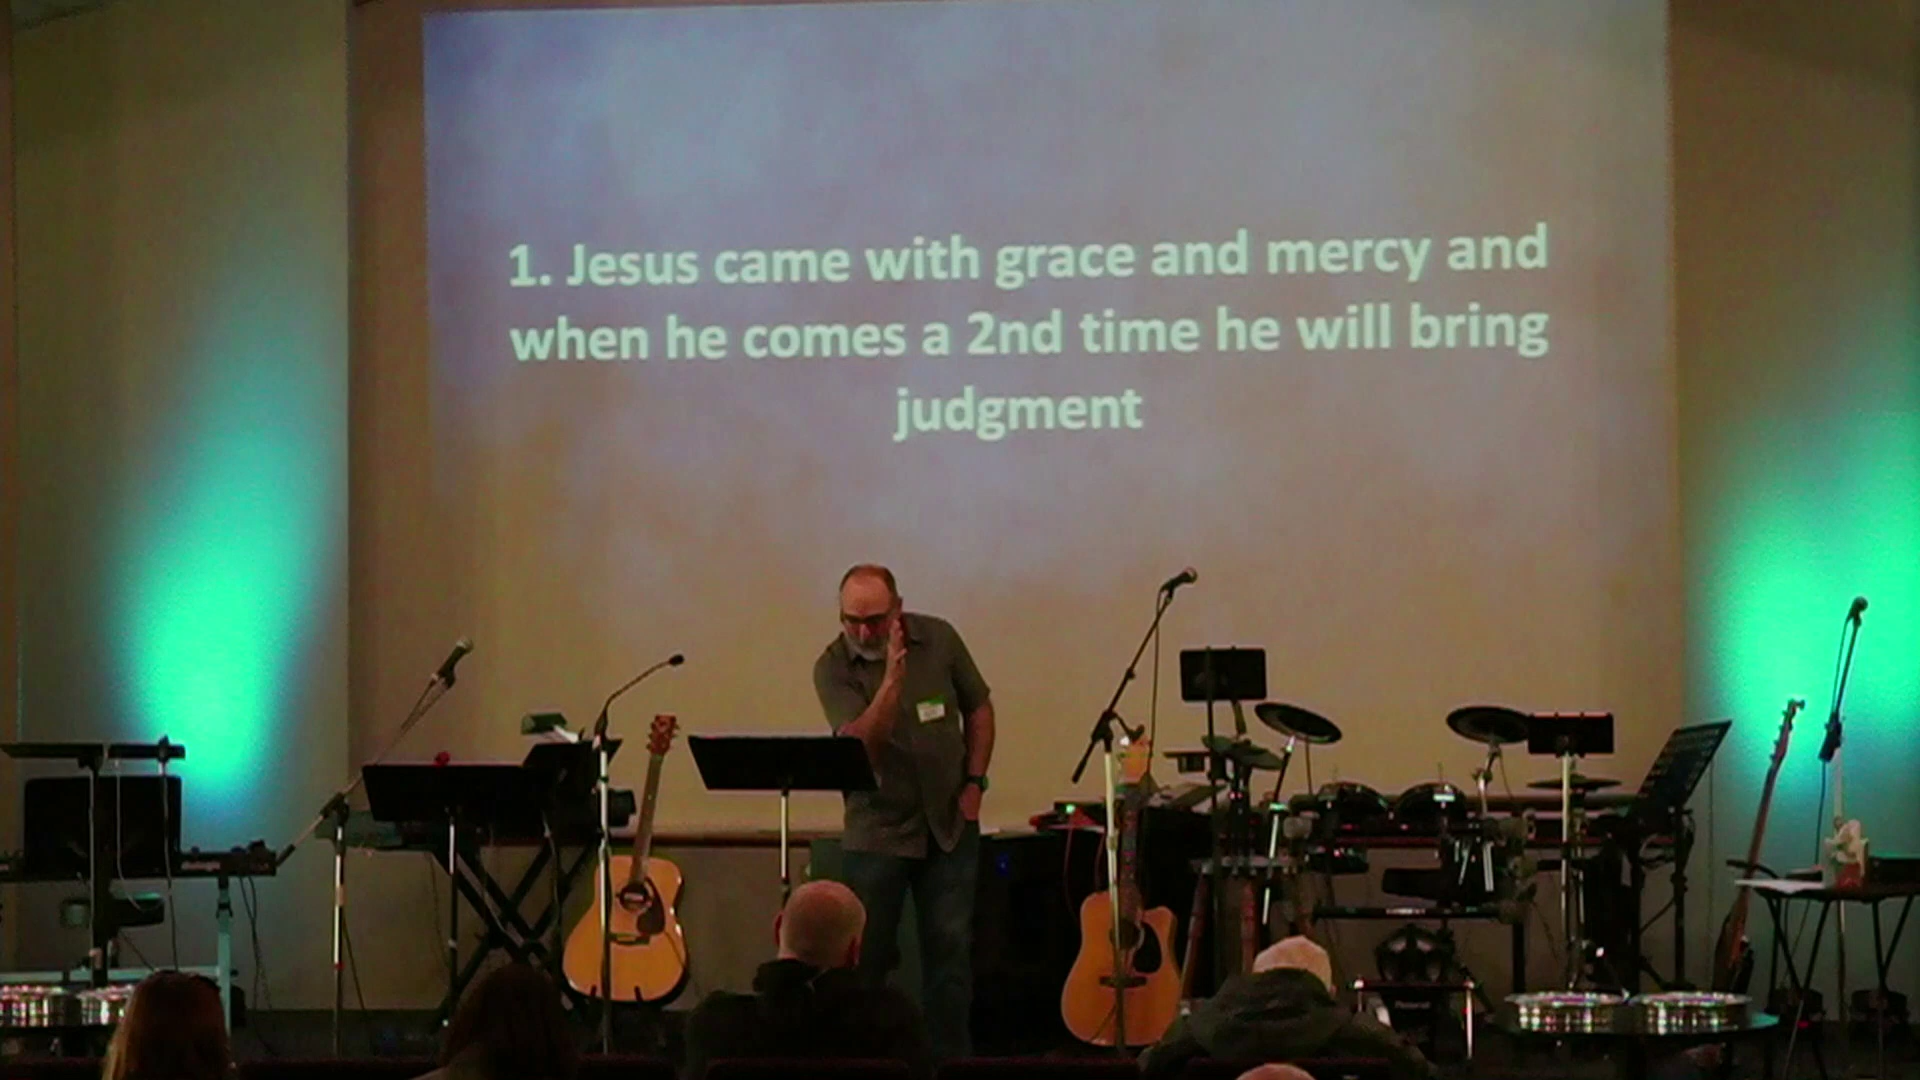 1. Jesus came with grace and mercy and
when he comes a 2nd time he will bring
judgment